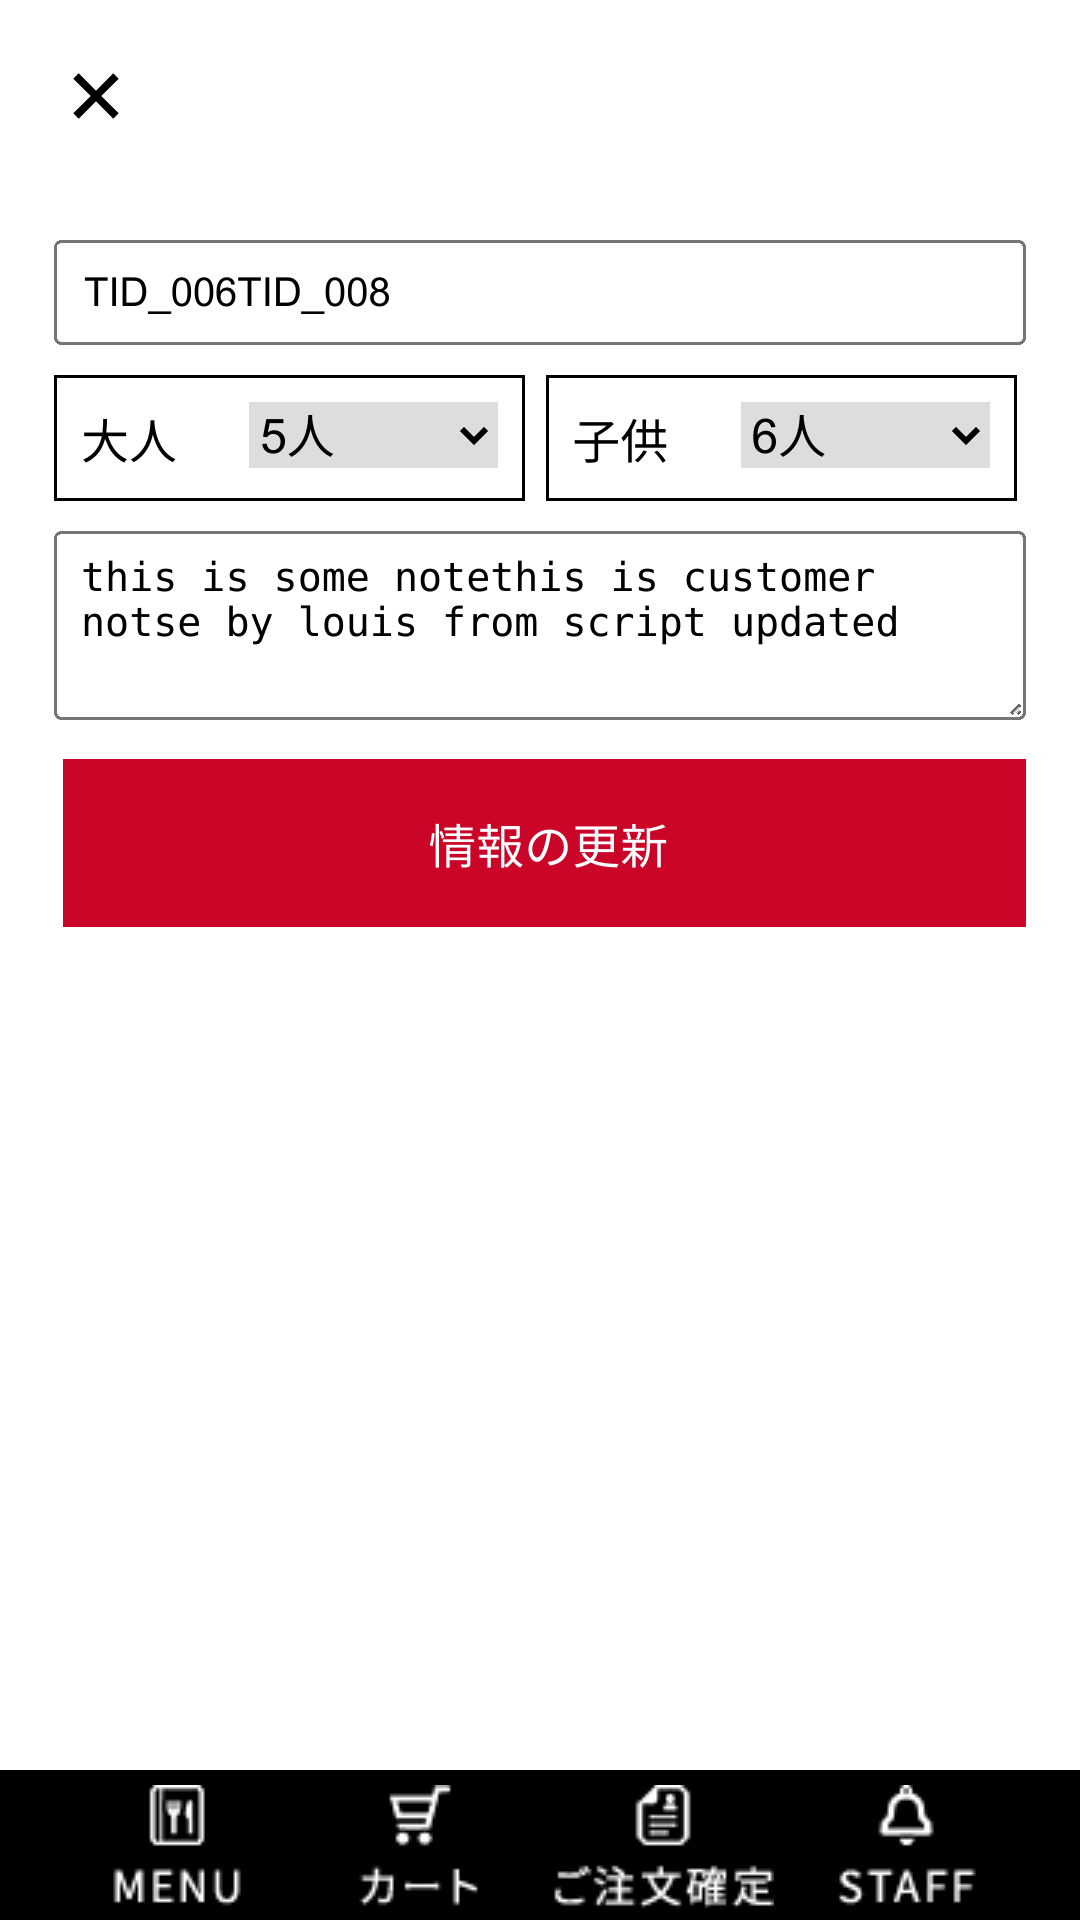 TID_006TID_008
大人 5人 子供 6人
this is some notethis is customer
notse by louis from script updated
情報の更新
MENU カート ご注文確定 STAFF